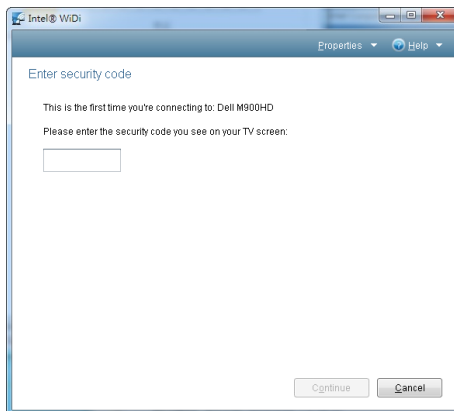 Intel® WiDi
Properties
Help
Enter security code
This is the first time you're connecting to: Dell M900HD
Please enter the security code you see on your TV screen:
Continue
Cancel